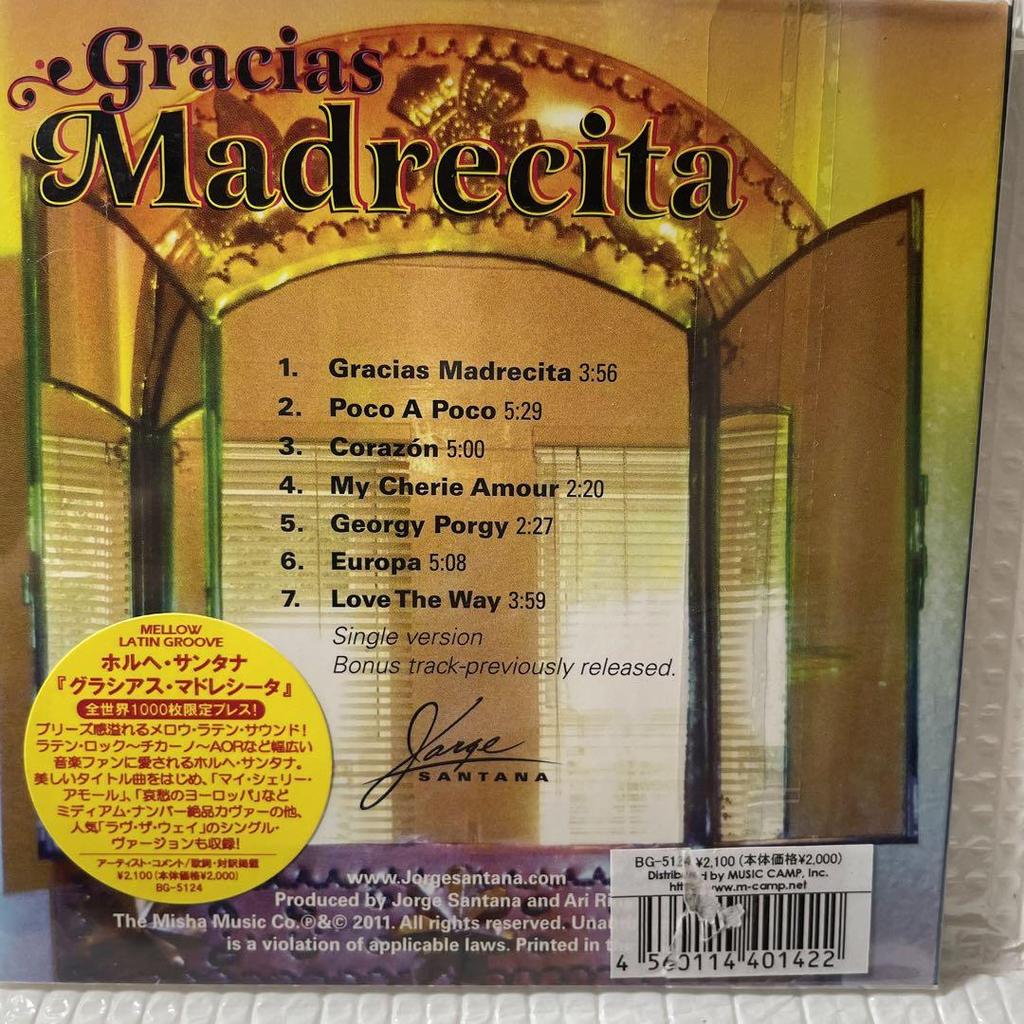 Gracias
Madrecita
1. Gracias Madrecita 3:56
2. Poco A Poco 5:29
3. Corazón 5:00
4. My Cherie Amour 2:20
5. Georgy Porgy 2:27
6. Europa 5:08
7. Love The Way 3:59
Single version
Bonus track-previously released.
Jorge
SANTANA
MELLOW
LATIN GROOVE
ホルヘ・サンタナ
『グラシアス・マドレシータ』
全世界1000枚限定プレス!
ブリーズ感溢れるメロウ・ラテン・サウンド!
ラテン・ロック〜チカーノ〜AORなど幅広い
音楽ファンに愛されるホルヘ・サンタナ。
美しいタイトル曲をはじめ、「マイ・シェリー・
アモール」、「哀愁のヨーロッパ」など
ミディアム・ナンバー絶品カヴァーの他、
人気「ラヴ・ザ・ウェイ」のシングル・
ヴァージョンも収録!
アーティスト・コメント/歌詞・対訳掲載
¥2,100(本体価格¥2,000)
BG-5124
www.Jorgesantana.com
Produced by Jorge Santana and Ari
The Misha Music Co.℗&© 2011. All rights reserved.
is a violation of applicable laws. Printed in
BG-5124 ¥2,100(本体価格¥2,000)
by MUSIC CAMP, Inc.
www.m-camp.net
4 560114 401422